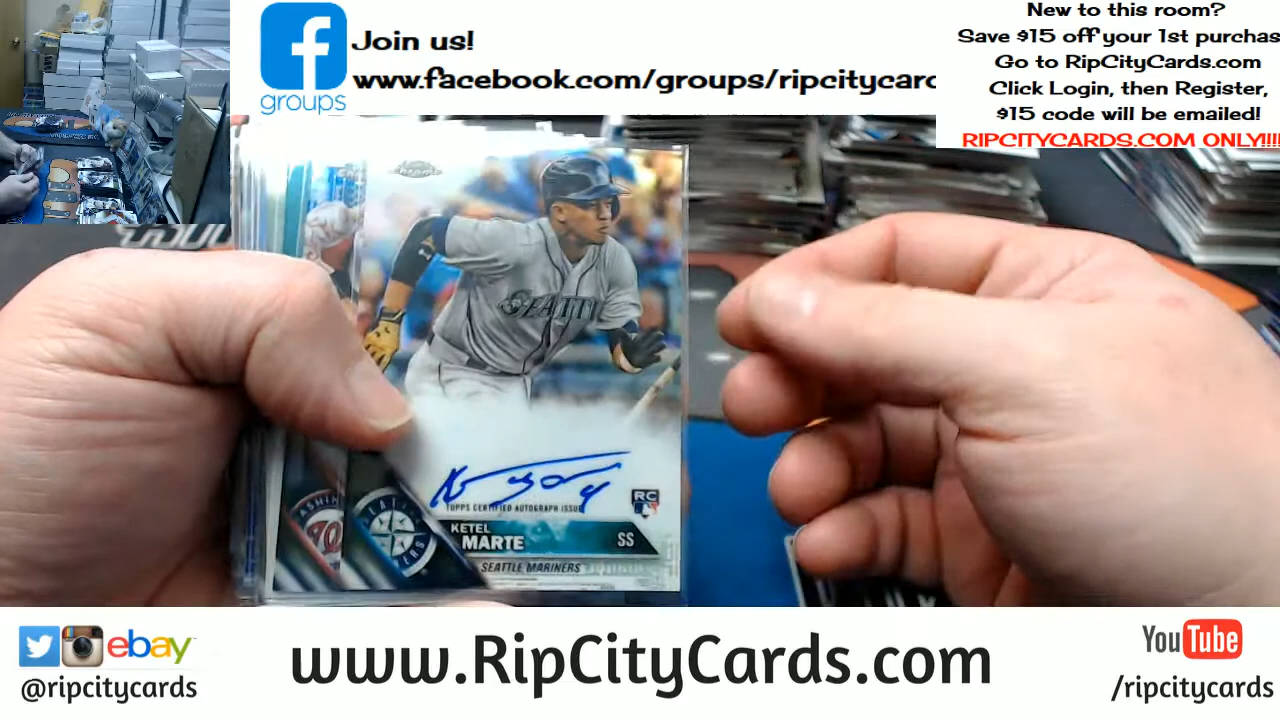 Join us!
www.facebook.com/groups/ripcitycarc
groups
New to this room?
Save $15 off your 1st purchas
Go to RipCityCards.com
Click Login, then Register,
$15 code will be emailed!
RIPCITYCARDS.COM ONLY!!!!
SEATTL
TOPPS CERTIFIED AUTOGRAPH ISSUE
RC
KETEL
MARTE
SS
SEATTLE MARINERS
ebay
@ripcitycards
www.RipCityCards.com
YouTube
/ripcitycards